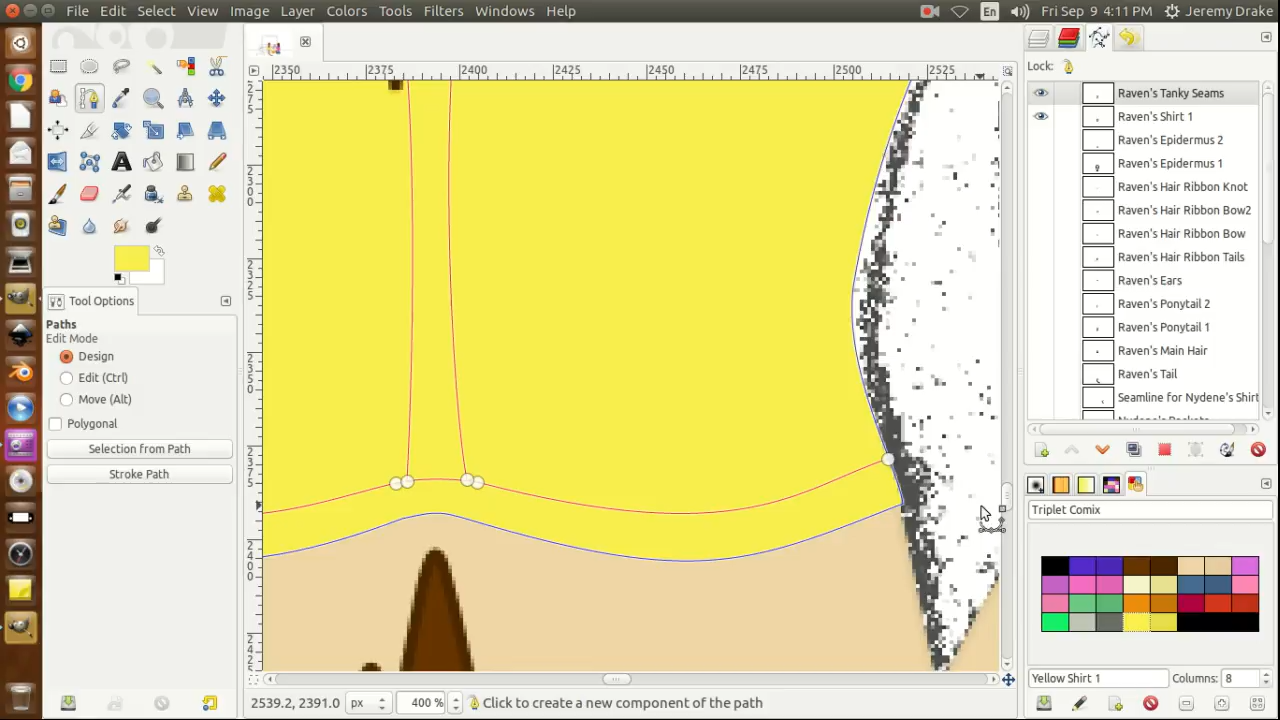 File Edit Select View Image Layer Colors Tools Filters Windows Help
En Fri Sep 9 4:11 PM Jeremy Drake
2350 2375 2400 2425 2450 2475 2500 2525
Lock:
Raven's Tanky Seams
Raven's Shirt 1
Raven's Epidermus 2
Raven's Epidermus 1
Raven's Hair Ribbon Knot
Raven's Hair Ribbon Bow2
Raven's Hair Ribbon Bow
Raven's Hair Ribbon Tails
Raven's Ears
Raven's Ponytail 2
Raven's Ponytail 1
Raven's Main Hair
Raven's Tail
Seamline for Nydene's Shirt
Nydene's Pockets
Tool Options
Paths
Edit Mode
Design
Edit (Ctrl)
Move (Alt)
Polygonal
Selection from Path
Stroke Path
Triplet Comix
Yellow Shirt 1 Columns: 8
2539.2, 2391.0 px 400 % Click to create a new component of the path